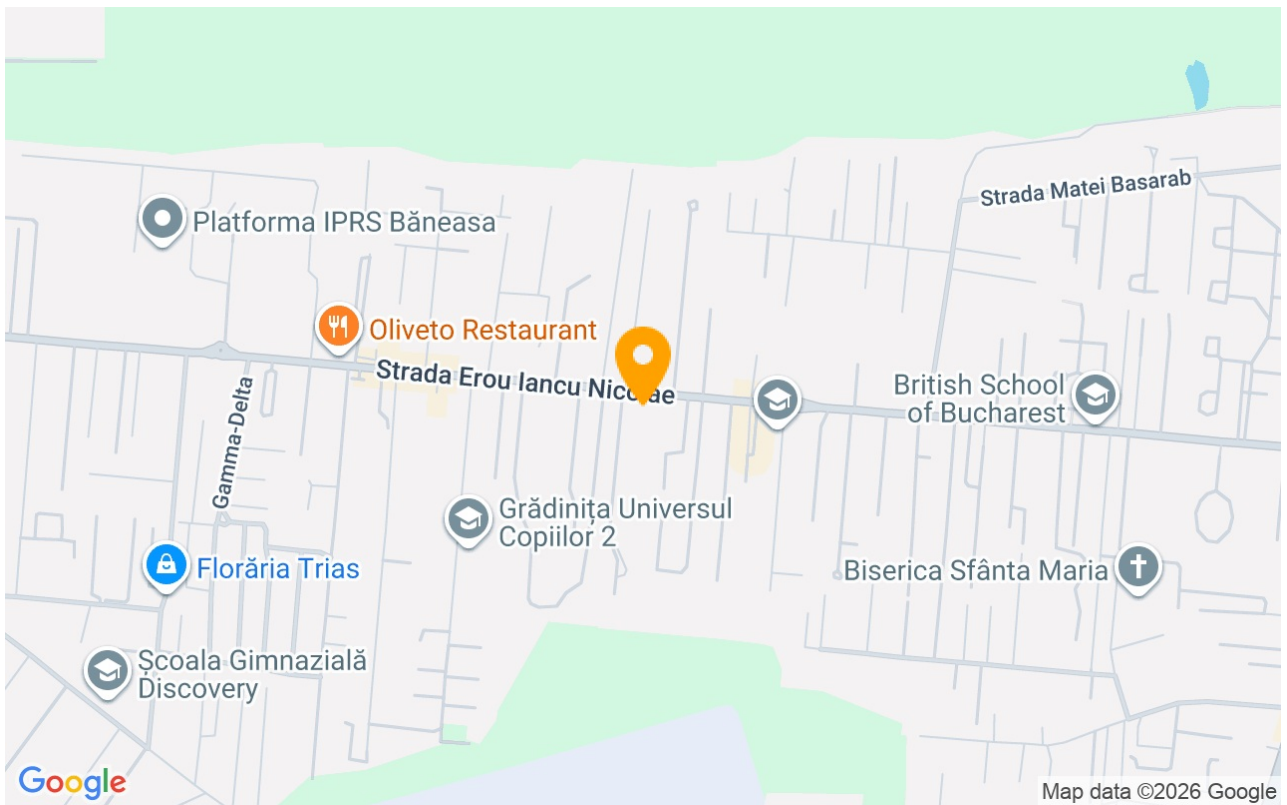 Strada Matei Basarab
Platforma IPRS Băneasa
Oliveto Restaurant
Strada Erou Iancu Nicolae
British School
of Bucharest
Gamma-Delta
Grădinița Universul
Copiilor 2
Florăria Trias
Biserica Sfânta Maria
Școala Gimnazială
Discovery
Google
Map data ©2026 Google